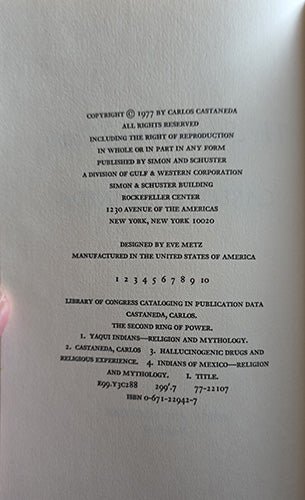 COPYRIGHT © 1977 BY CARLOS CASTANEDA
ALL RIGHTS RESERVED
INCLUDING THE RIGHT OF REPRODUCTION
IN WHOLE OR IN PART IN ANY FORM
PUBLISHED BY SIMON AND SCHUSTER
A DIVISION OF GULF & WESTERN CORPORATION
SIMON & SCHUSTER BUILDING
ROCKEFELLER CENTER
1230 AVENUE OF THE AMERICAS
NEW YORK, NEW YORK 10020
DESIGNED BY EVE METZ
MANUFACTURED IN THE UNITED STATES OF AMERICA
1 2 3 4 5 6 7 8 9 10
LIBRARY OF CONGRESS CATALOGING IN PUBLICATION DATA
CASTANEDA, CARLOS.
THE SECOND RING OF POWER.
1. YAQUI INDIANS—RELIGION AND MYTHOLOGY.
2. CASTANEDA, CARLOS 3. HALLUCINOGENIC DRUGS AND
RELIGIOUS EXPERIENCE. 4. INDIANS OF MEXICO—RELIGION
AND MYTHOLOGY. I. TITLE.
E99.Y3C288 299'.7 77-22107
ISBN 0-671-22942-7